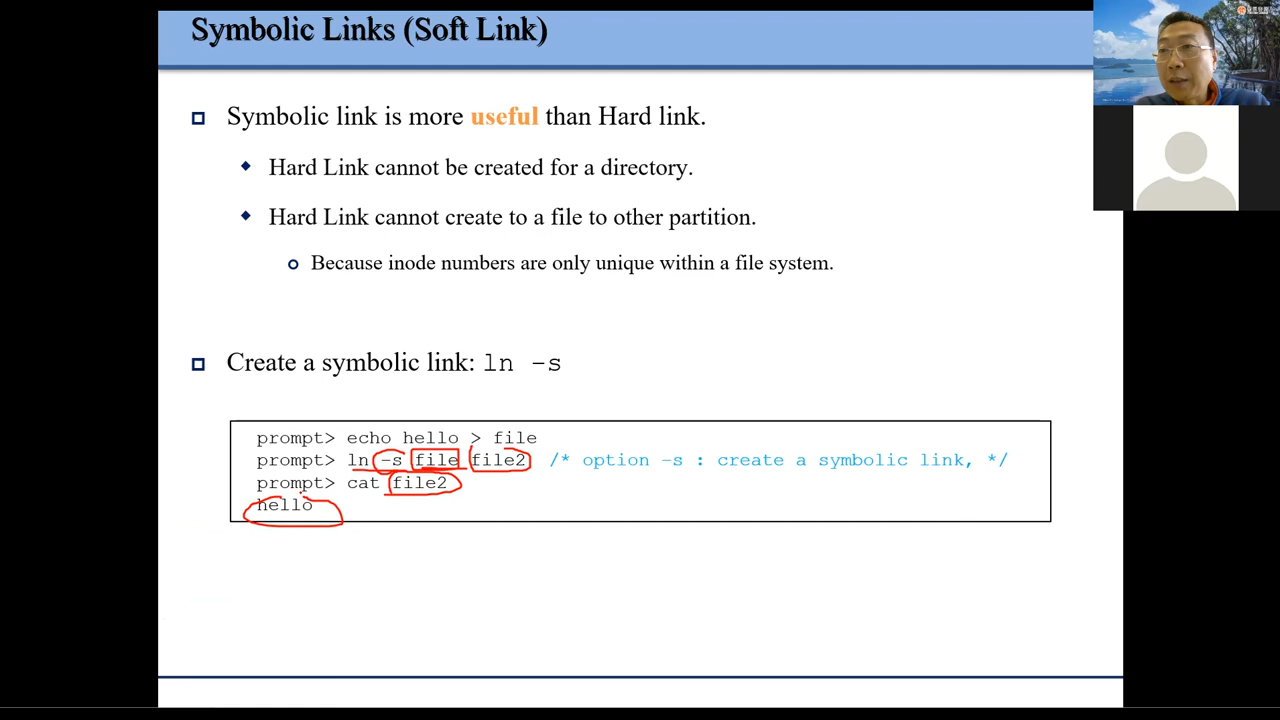 Symbolic Links (Soft Link)
Symbolic link is more useful than Hard link.
Hard Link cannot be created for a directory.
Hard Link cannot create to a file to other partition.
Because inode numbers are only unique within a file system.
Create a symbolic link: ln -s
prompt> echo hello > file
prompt> ln -s file file2 /* option -s : create a symbolic link, */
prompt> cat file2
hello